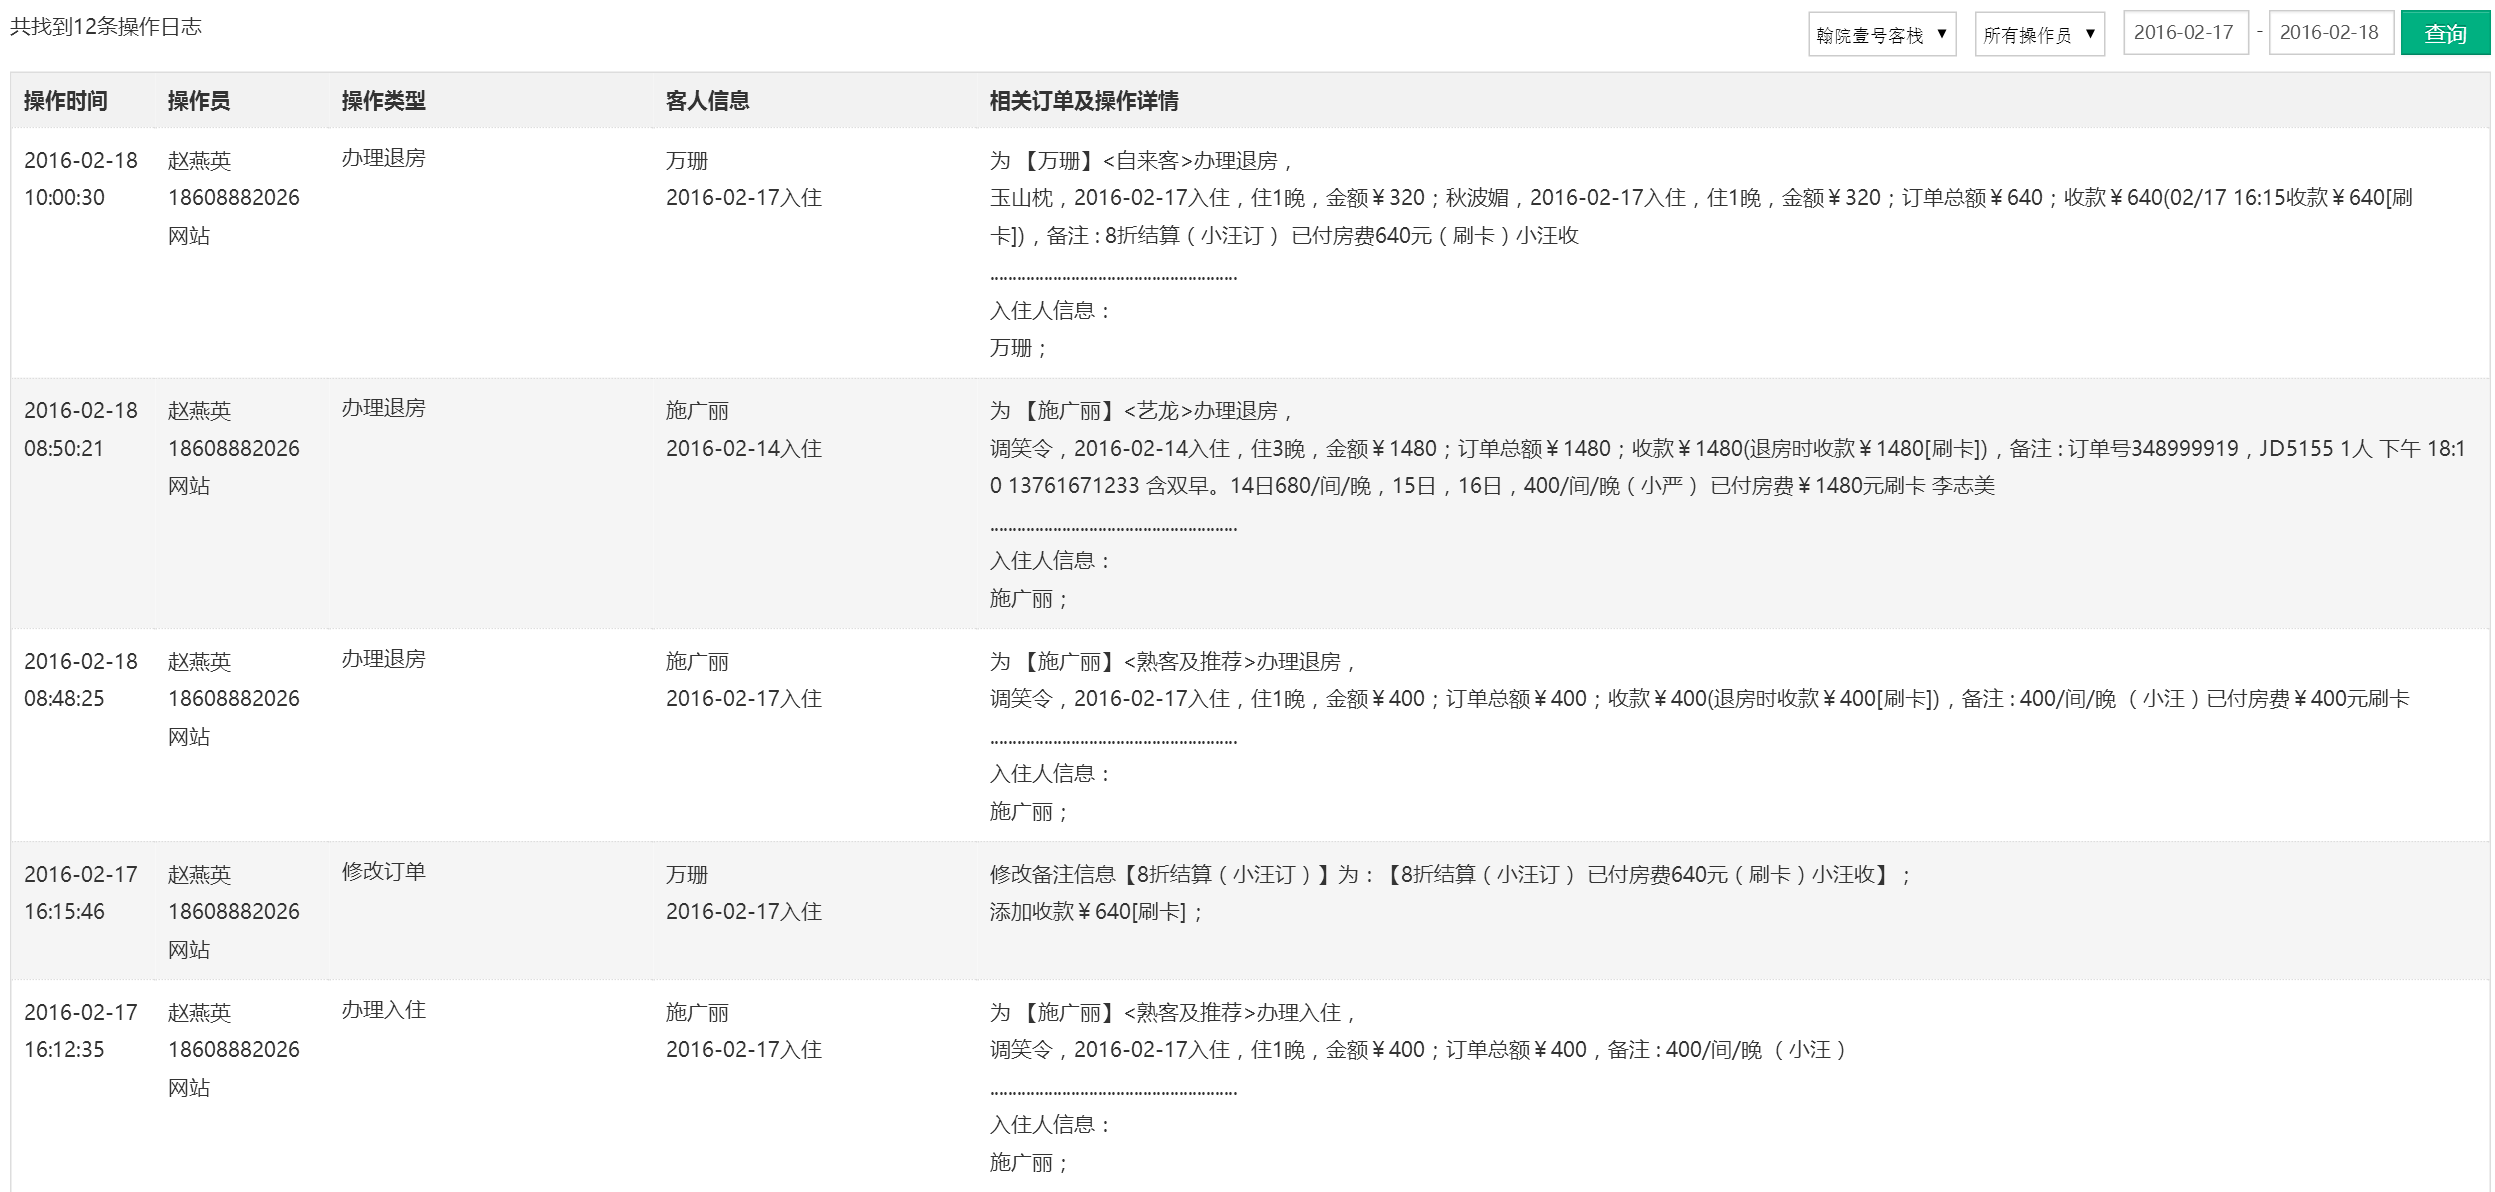 共找到12条操作日志
翰院壹号客栈 ▼ 所有操作员 ▼ 2016-02-17 - 2016-02-18 查询
操作时间 操作员 操作类型 客人信息 相关订单及操作详情
2016-02-18 赵燕英 办理退房 万珊 为 【万珊】<自来客>办理退房，
10:00:30 18608882026 2016-02-17入住 玉山枕，2016-02-17入住，住1晚，金额￥320；秋波媚，2016-02-17入住，住1晚，金额￥320；订单总额￥640；收款￥640(02/17 16:15收款￥640[刷
网站 卡])，备注 : 8折结算（小汪订） 已付房费640元（刷卡）小汪收
......................................................
入住人信息：
万珊；
2016-02-18 赵燕英 办理退房 施广丽 为 【施广丽】<艺龙>办理退房，
08:50:21 18608882026 2016-02-14入住 调笑令，2016-02-14入住，住3晚，金额￥1480；订单总额￥1480；收款￥1480(退房时收款￥1480[刷卡])，备注 : 订单号348999919，JD5155 1人 下午 18:1
网站 0 13761671233 含双早。14日680/间/晚，15日，16日，400/间/晚（小严） 已付房费￥1480元刷卡 李志美
......................................................
入住人信息：
施广丽；
2016-02-18 赵燕英 办理退房 施广丽 为 【施广丽】<熟客及推荐>办理退房，
08:48:25 18608882026 2016-02-17入住 调笑令，2016-02-17入住，住1晚，金额￥400；订单总额￥400；收款￥400(退房时收款￥400[刷卡])，备注 : 400/间/晚 （小汪）已付房费￥400元刷卡
网站 ......................................................
入住人信息：
施广丽；
2016-02-17 赵燕英 修改订单 万珊 修改备注信息【8折结算（小汪订）】为：【8折结算（小汪订） 已付房费640元（刷卡）小汪收】；
16:15:46 18608882026 2016-02-17入住 添加收款￥640[刷卡]；
网站
2016-02-17 赵燕英 办理入住 施广丽 为 【施广丽】<熟客及推荐>办理入住，
16:12:35 18608882026 2016-02-17入住 调笑令，2016-02-17入住，住1晚，金额￥400；订单总额￥400，备注 : 400/间/晚 （小汪）
网站 ......................................................
入住人信息：
施广丽；